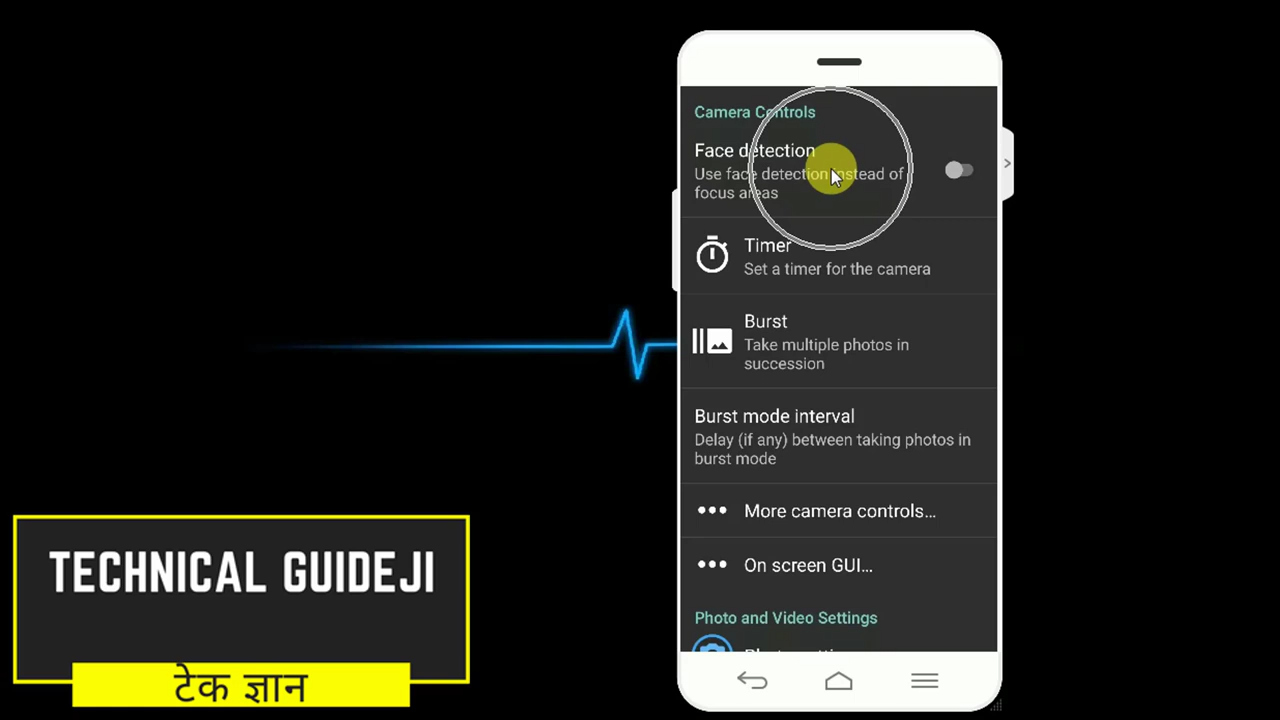 Camera Controls
Face detection
Use face detection instead of
focus areas
Timer
Set a timer for the camera
Burst
Take multiple photos in
succession
Burst mode interval
Delay (if any) between taking photos in
burst mode
More camera controls...
On screen GUI...
Photo and Video Settings
TECHNICAL GUIDEJI
टेक ज्ञान